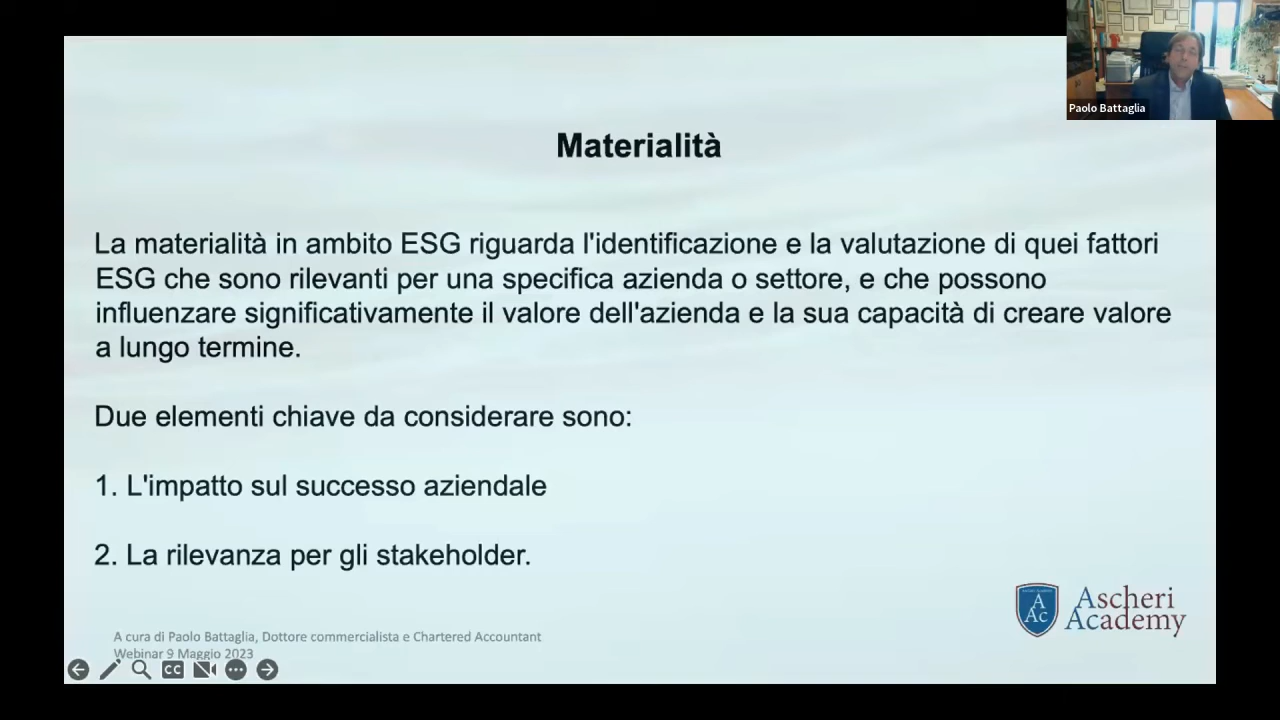 Paolo Battaglia
Materialità
La materialità in ambito ESG riguarda l'identificazione e la valutazione di quei fattori
ESG che sono rilevanti per una specifica azienda o settore, e che possono
influenzare significativamente il valore dell'azienda e la sua capacità di creare valore
a lungo termine.
Due elementi chiave da considerare sono:
1. L'impatto sul successo aziendale
2. La rilevanza per gli stakeholder.
A
Ac
Ascheri
Academy
A cura di Paolo Battaglia, Dottore commercialista e Chartered Accountant
Webinar 9 Maggio 2023
CC